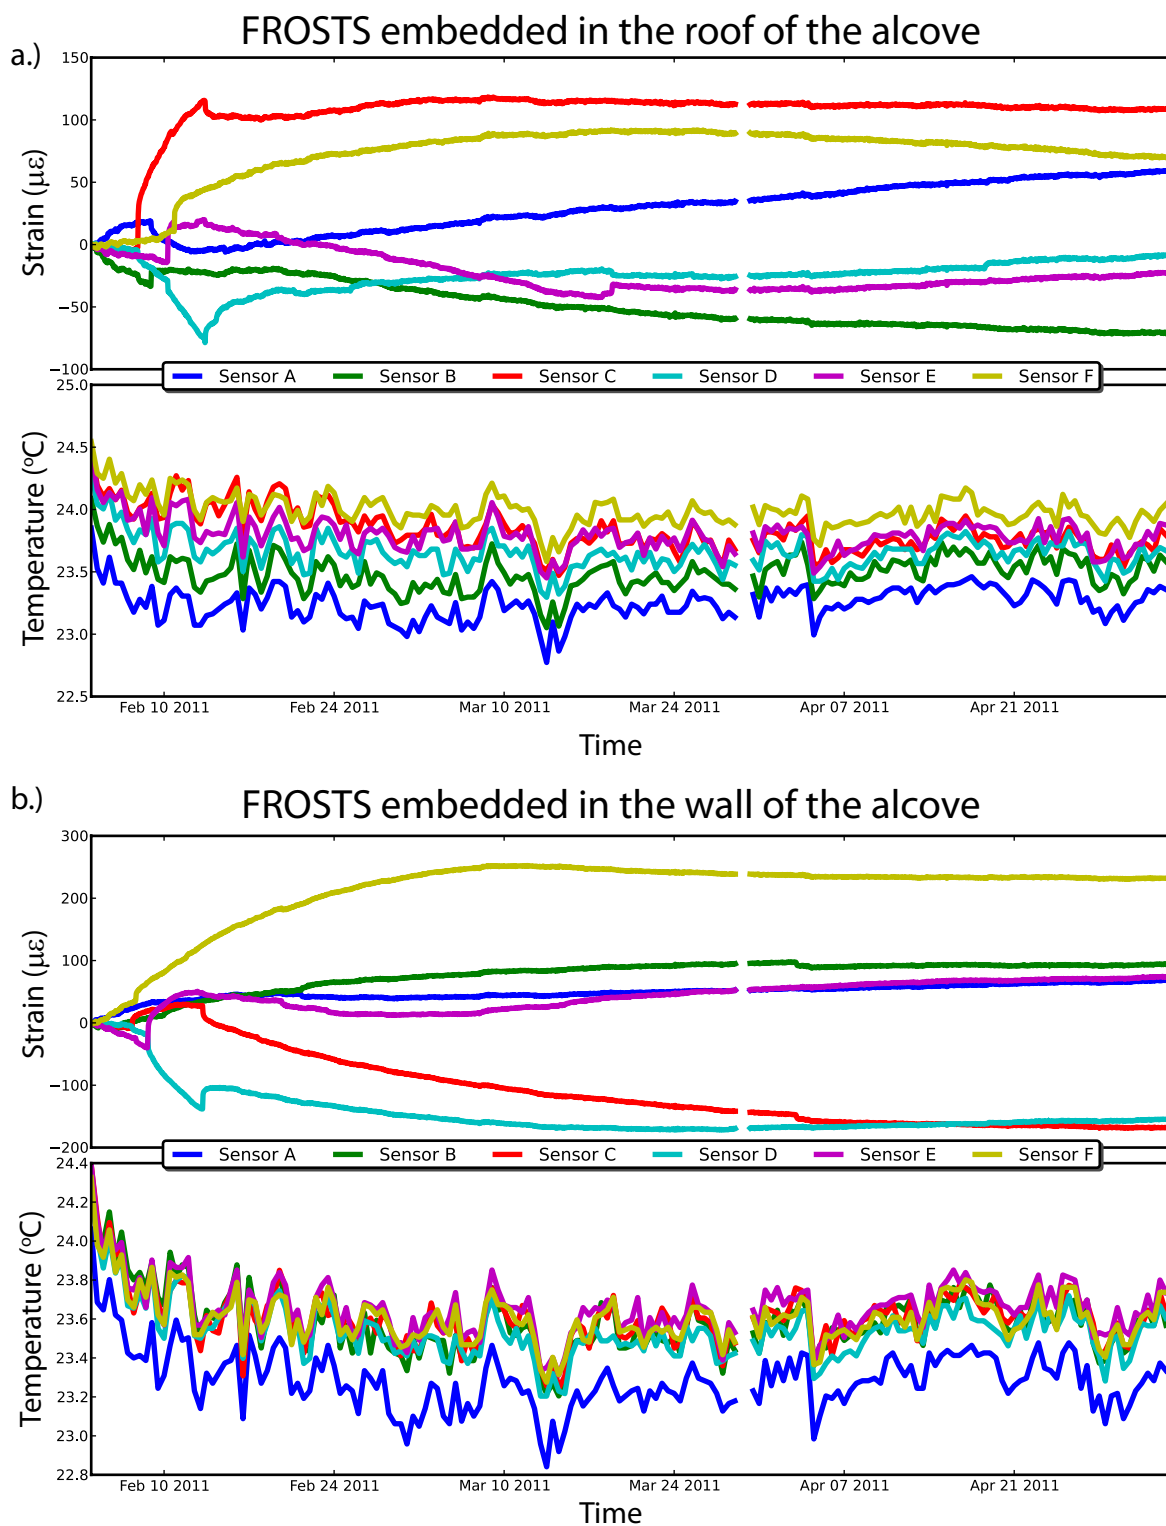 a.)
FROSTS embedded in the roof of the alcove
150
100
50
0
−50
−100
Strain (με)
Sensor A Sensor B Sensor C Sensor D Sensor E Sensor F
25.0
24.5
24.0
23.5
23.0
22.5
Temperature (°C)
Feb 10 2011 Feb 24 2011 Mar 10 2011 Mar 24 2011 Apr 07 2011 Apr 21 2011
Time
b.)
FROSTS embedded in the wall of the alcove
300
200
100
0
−100
−200
Strain (με)
Sensor A Sensor B Sensor C Sensor D Sensor E Sensor F
24.4
24.2
24.0
23.8
23.6
23.4
23.2
23.0
22.8
Temperature (°C)
Feb 10 2011 Feb 24 2011 Mar 10 2011 Mar 24 2011 Apr 07 2011 Apr 21 2011
Time